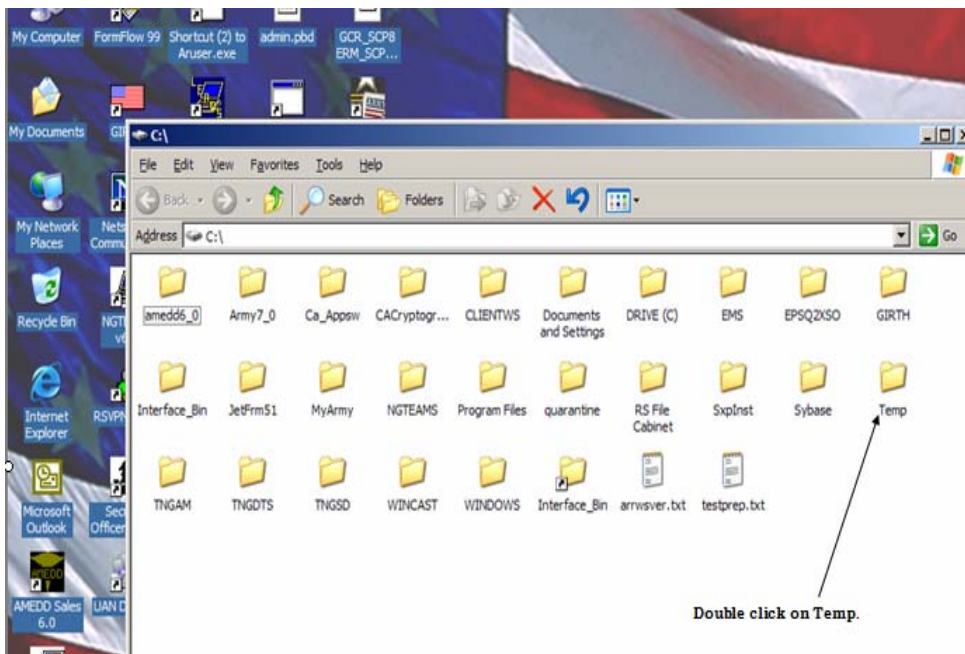 My Computer
FormFlow 99
Shortcut (2) to
Aruser.exe
admin.pbd
GCR_SCP8
ERM_SCP...
My Documents
My Network
Places
Recycle Bin
Internet
Explorer
Microsoft
Outlook
AMEDD
AMEDD Sales
6.0
C:\
File Edit View Favorites Tools Help
Back Search Folders
Address C:\ Go
amedd6_0
Army7_0
Ca_Appsw
CACryptogr...
CLIENTWS
Documents
and Settings
DRIVE (C)
EMS
EPSQ2XSO
GIRTH
Interface_Bin
JetFrm51
MyArmy
NGTEAMS
Program Files
quarantine
RS File
Cabinet
SxpInst
Sybase
Temp
TNGAM
TNGDTS
TNGSD
WINCAST
WINDOWS
Interface_Bin
arrwsver.txt
testprep.txt
Double click on Temp.